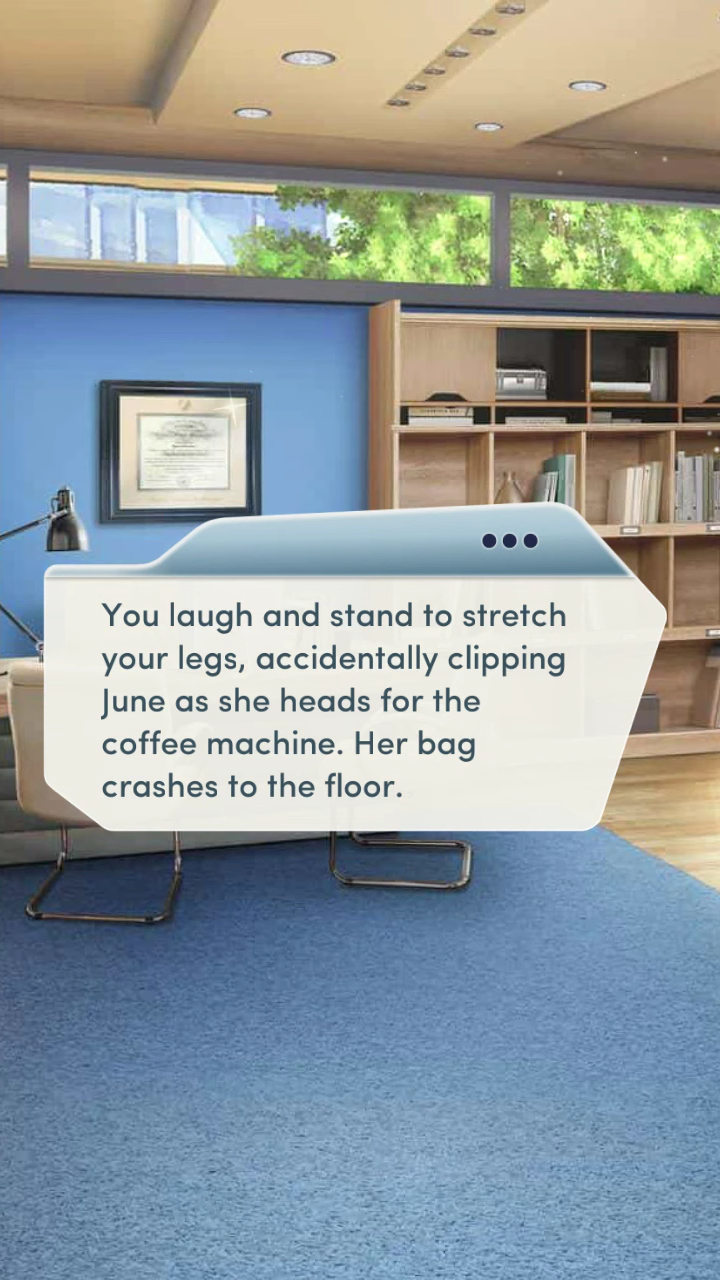 You laugh and stand to stretch
your legs, accidentally clipping
June as she heads for the
coffee machine. Her bag
crashes to the floor.